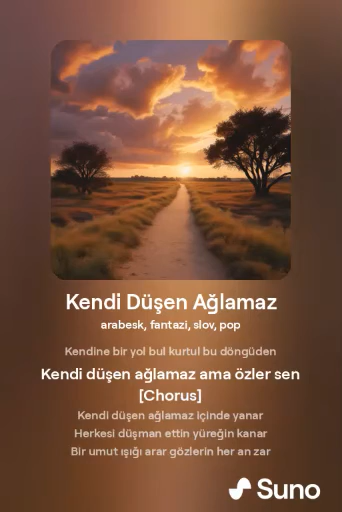 Kendi Düşen Ağlamaz
arabesk, fantazi, slov, pop
Kendine bir yol bul kurtul bu döngüden
Kendi düşen ağlamaz ama özler sen
[Chorus]
Kendi düşen ağlamaz içinde yanar
Herkesi düşman ettin yüreğin kanar
Bir umut ışığı arar gözlerin her an zar
Suno